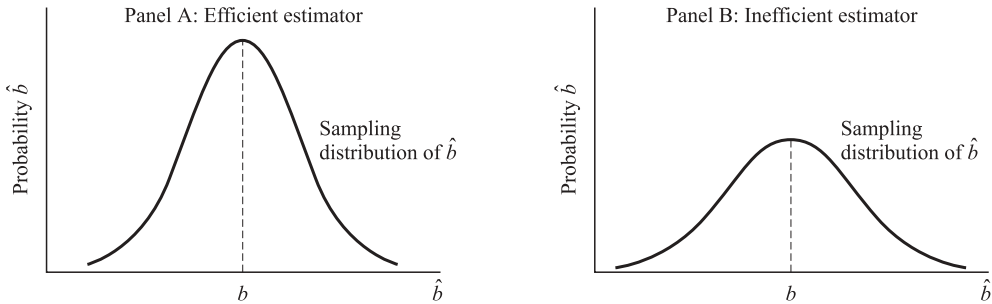 Panel A: Efficient estimator
Probability b̂
Sampling
distribution of b̂
b
b̂
Panel B: Inefficient estimator
Probability b̂
Sampling
distribution of b̂
b
b̂